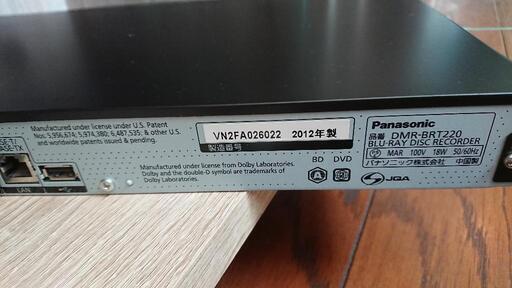 Manufactured under license under U.S. Patent
Nos: 5,956,674; 5,974,380; 6,487,535; & other U.S.
and worldwide patents issued & pending.
SE-T/
ASE-TX
LAN
VN2FA026022 2012年製
製造番号
Manufactured under license from Dolby Laboratories.
Dolby and the double-D symbol are trademarks of
Dolby Laboratories.
BD DVD
A
Panasonic
品番 DMR-BRT220
BLU-RAY DISC RECORDER
MAR 100V 18W 50/60Hz
パナソニック株式会社 中国製
JQA